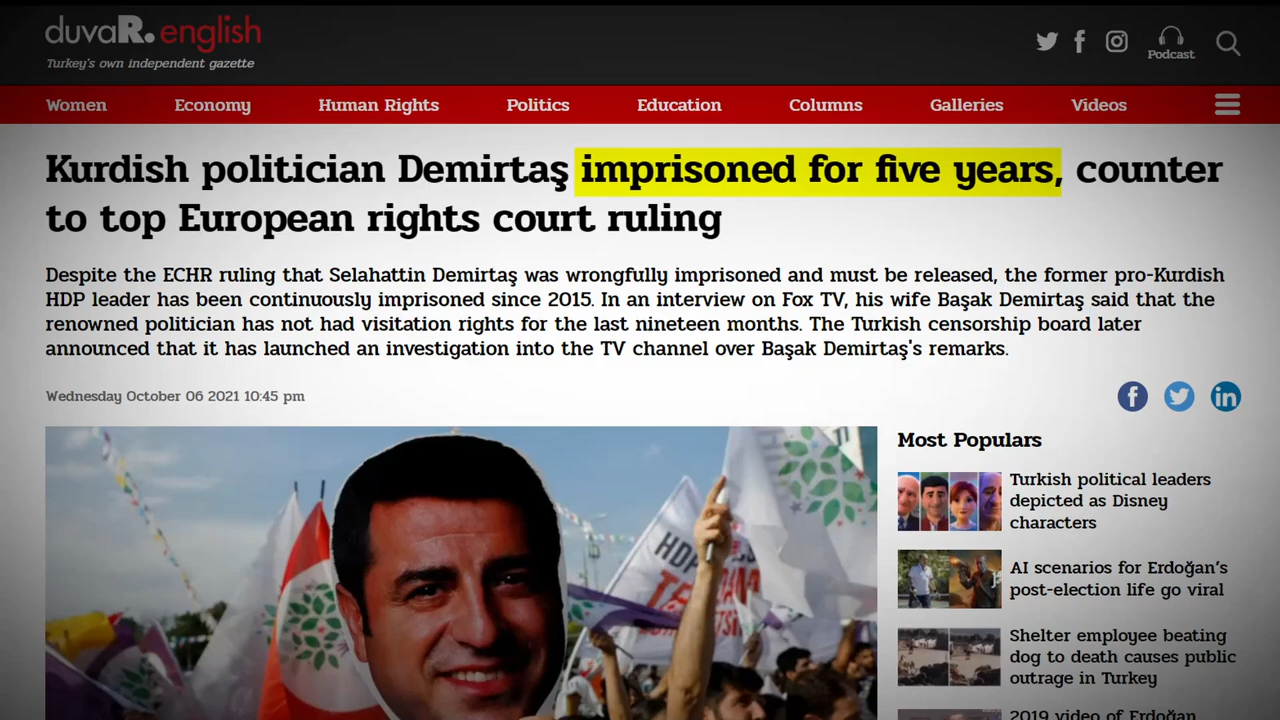 duvaR. english
Turkey's own independent gazette
Podcast
Women Economy Human Rights Politics Education Columns Galleries Videos
Kurdish politician Demirtaş imprisoned for five years, counter
to top European rights court ruling
Despite the ECHR ruling that Selahattin Demirtaş was wrongfully imprisoned and must be released, the former pro-Kurdish
HDP leader has been continuously imprisoned since 2015. In an interview on Fox TV, his wife Başak Demirtaş said that the
renowned politician has not had visitation rights for the last nineteen months. The Turkish censorship board later
announced that it has launched an investigation into the TV channel over Başak Demirtaş's remarks.
Wednesday October 06 2021 10:45 pm
HDP
Most Populars
Turkish political leaders
depicted as Disney
characters
AI scenarios for Erdoğan's
post-election life go viral
Shelter employee beating
dog to death causes public
outrage in Turkey
2019 video of Erdoğan